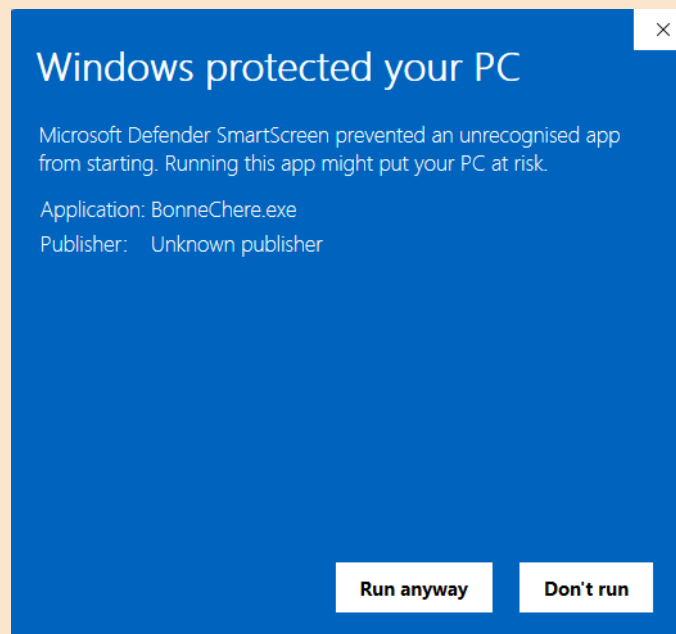 Windows protected your PC
Microsoft Defender SmartScreen prevented an unrecognised app
from starting. Running this app might put your PC at risk.
Application: BonneChere.exe
Publisher: Unknown publisher
Run anyway Don't run